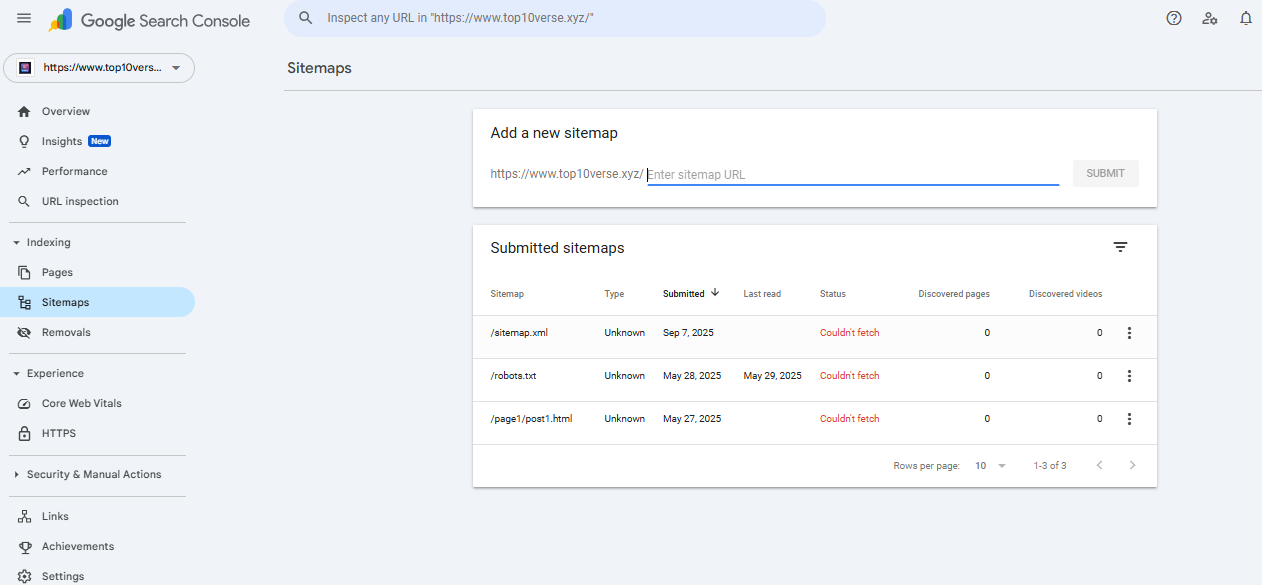 Google Search Console
Inspect any URL in "https://www.top10verse.xyz/"
https://www.top10vers...
Sitemaps
Overview
Insights New
Performance
URL inspection
Indexing
Pages
Sitemaps
Removals
Experience
Core Web Vitals
HTTPS
Security & Manual Actions
Links
Achievements
Settings
Add a new sitemap
https://www.top10verse.xyz/ Enter sitemap URL SUBMIT
Submitted sitemaps
Sitemap Type Submitted Last read Status Discovered pages Discovered videos
/sitemap.xml Unknown Sep 7, 2025 Couldn't fetch 0 0
/robots.txt Unknown May 28, 2025 May 29, 2025 Couldn't fetch 0 0
/page1/post1.html Unknown May 27, 2025 Couldn't fetch 0 0
Rows per page: 10 1-3 of 3